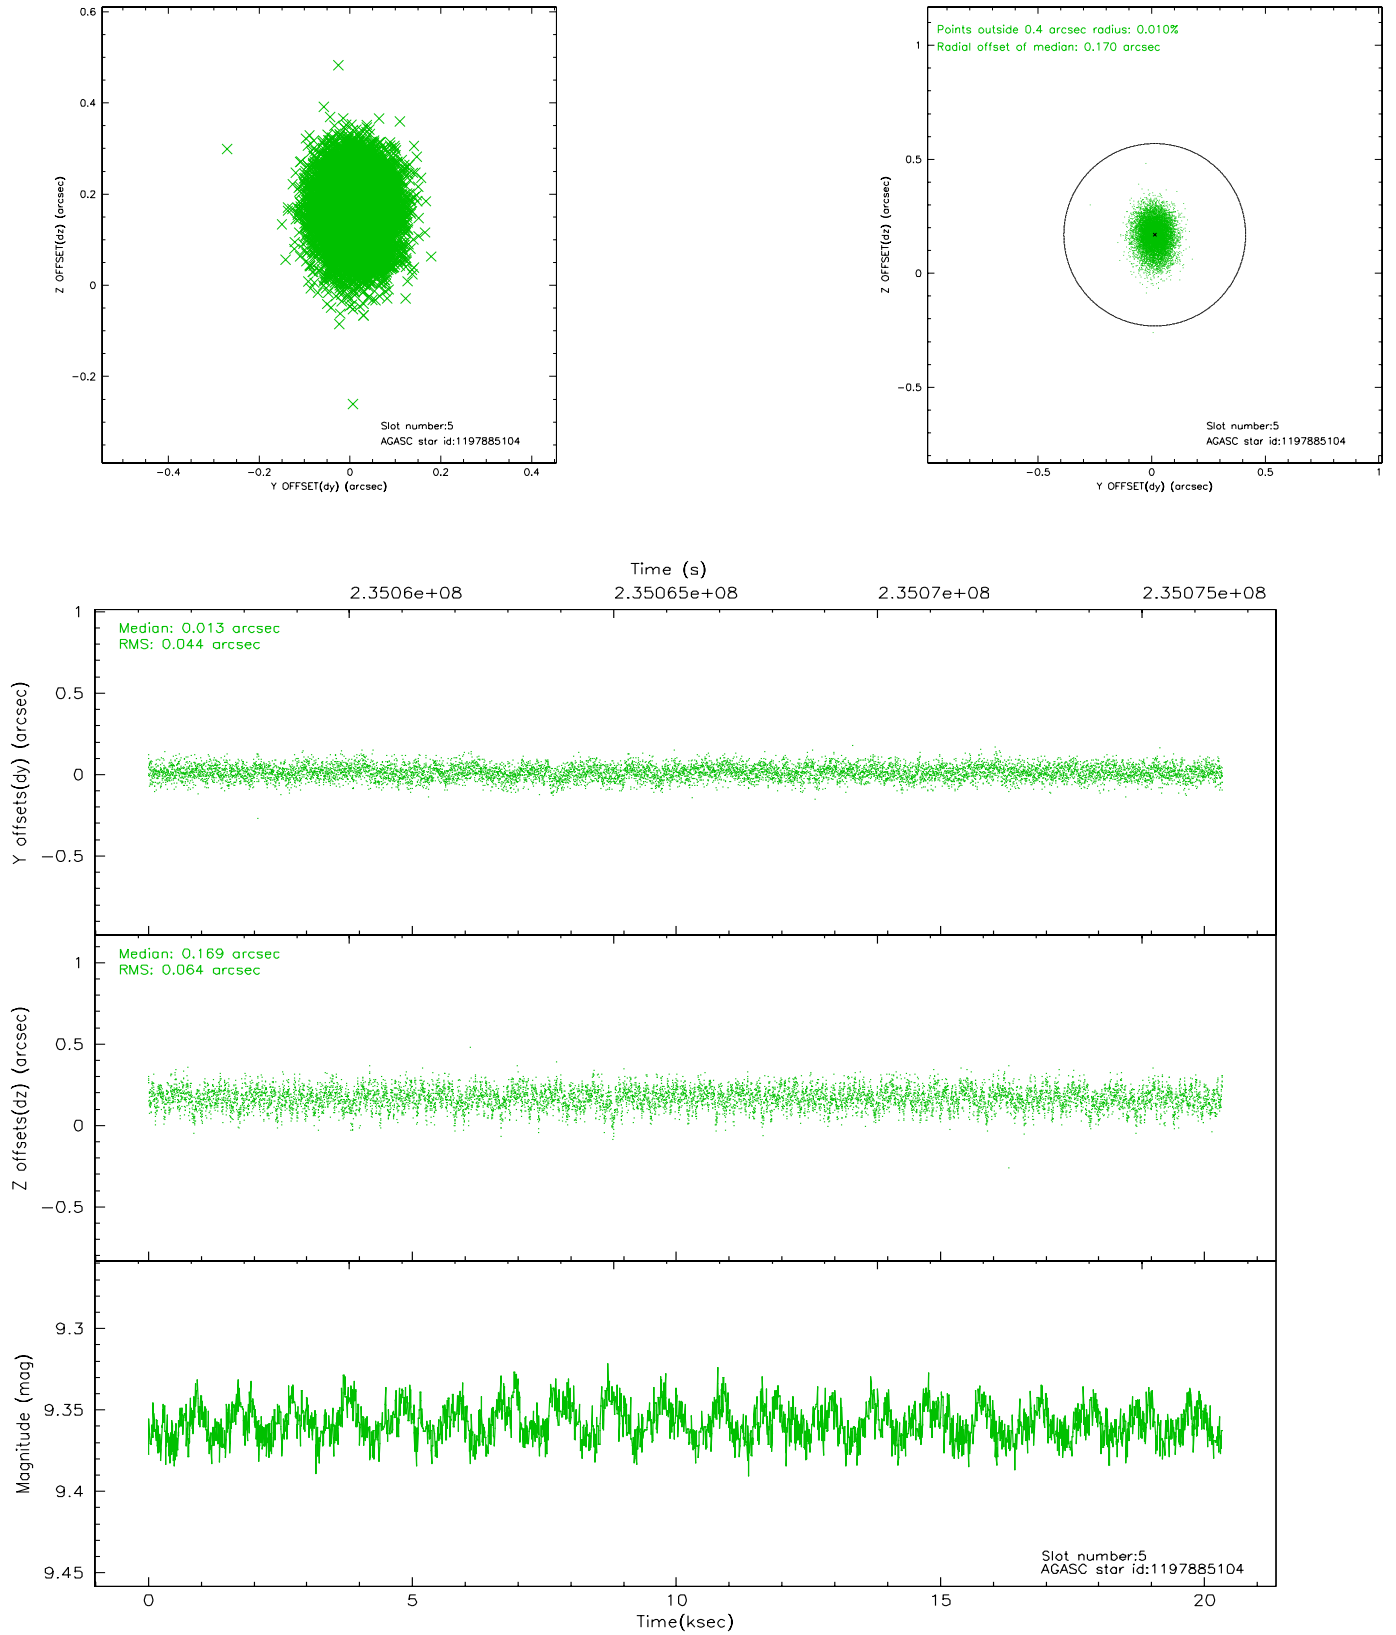 0.6
0.4
0.2
0
−0.2
−0.4
−0.2
0
0.2
0.4
Z OFFSET(dz) (arcsec)
Y OFFSET(dy) (arcsec)
Slot number:5
AGASC star id:1197885104
Points outside 0.4 arcsec radius: 0.010%
Radial offset of median: 0.170 arcsec
1
0.5
0
−0.5
−0.5
0
0.5
1
Z OFFSET(dz) (arcsec)
Y OFFSET(dy) (arcsec)
Slot number:5
AGASC star id:1197885104
Time (s)
2.3506e+08
2.35065e+08
2.3507e+08
2.35075e+08
Median: 0.013 arcsec
RMS: 0.044 arcsec
1
0.5
0
−0.5
Y offsets(dy) (arcsec)
Median: 0.169 arcsec
RMS: 0.064 arcsec
1
0.5
0
−0.5
Z offsets(dz) (arcsec)
9.3
9.35
9.4
9.45
Magnitude (mag)
Slot number:5
AGASC star id:1197885104
0
5
10
15
20
Time(ksec)